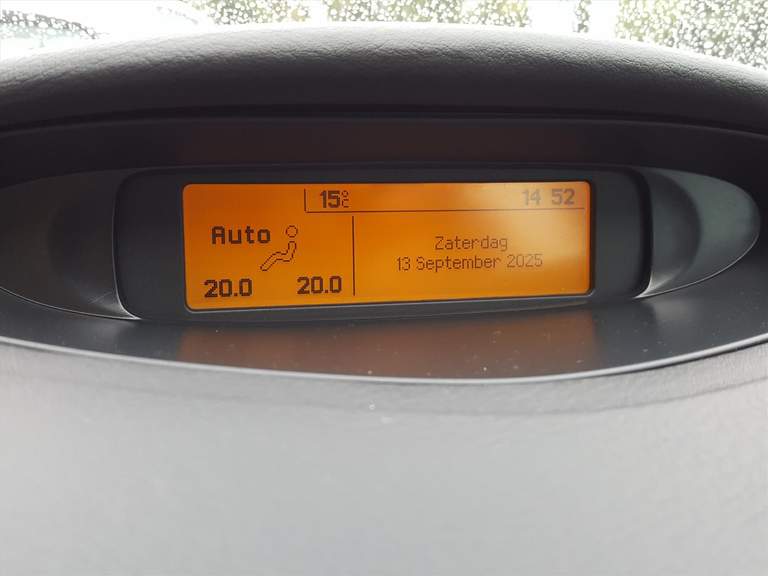 15°C 14 52
Auto
20.0 20.0
Zaterdag
13 September 2025